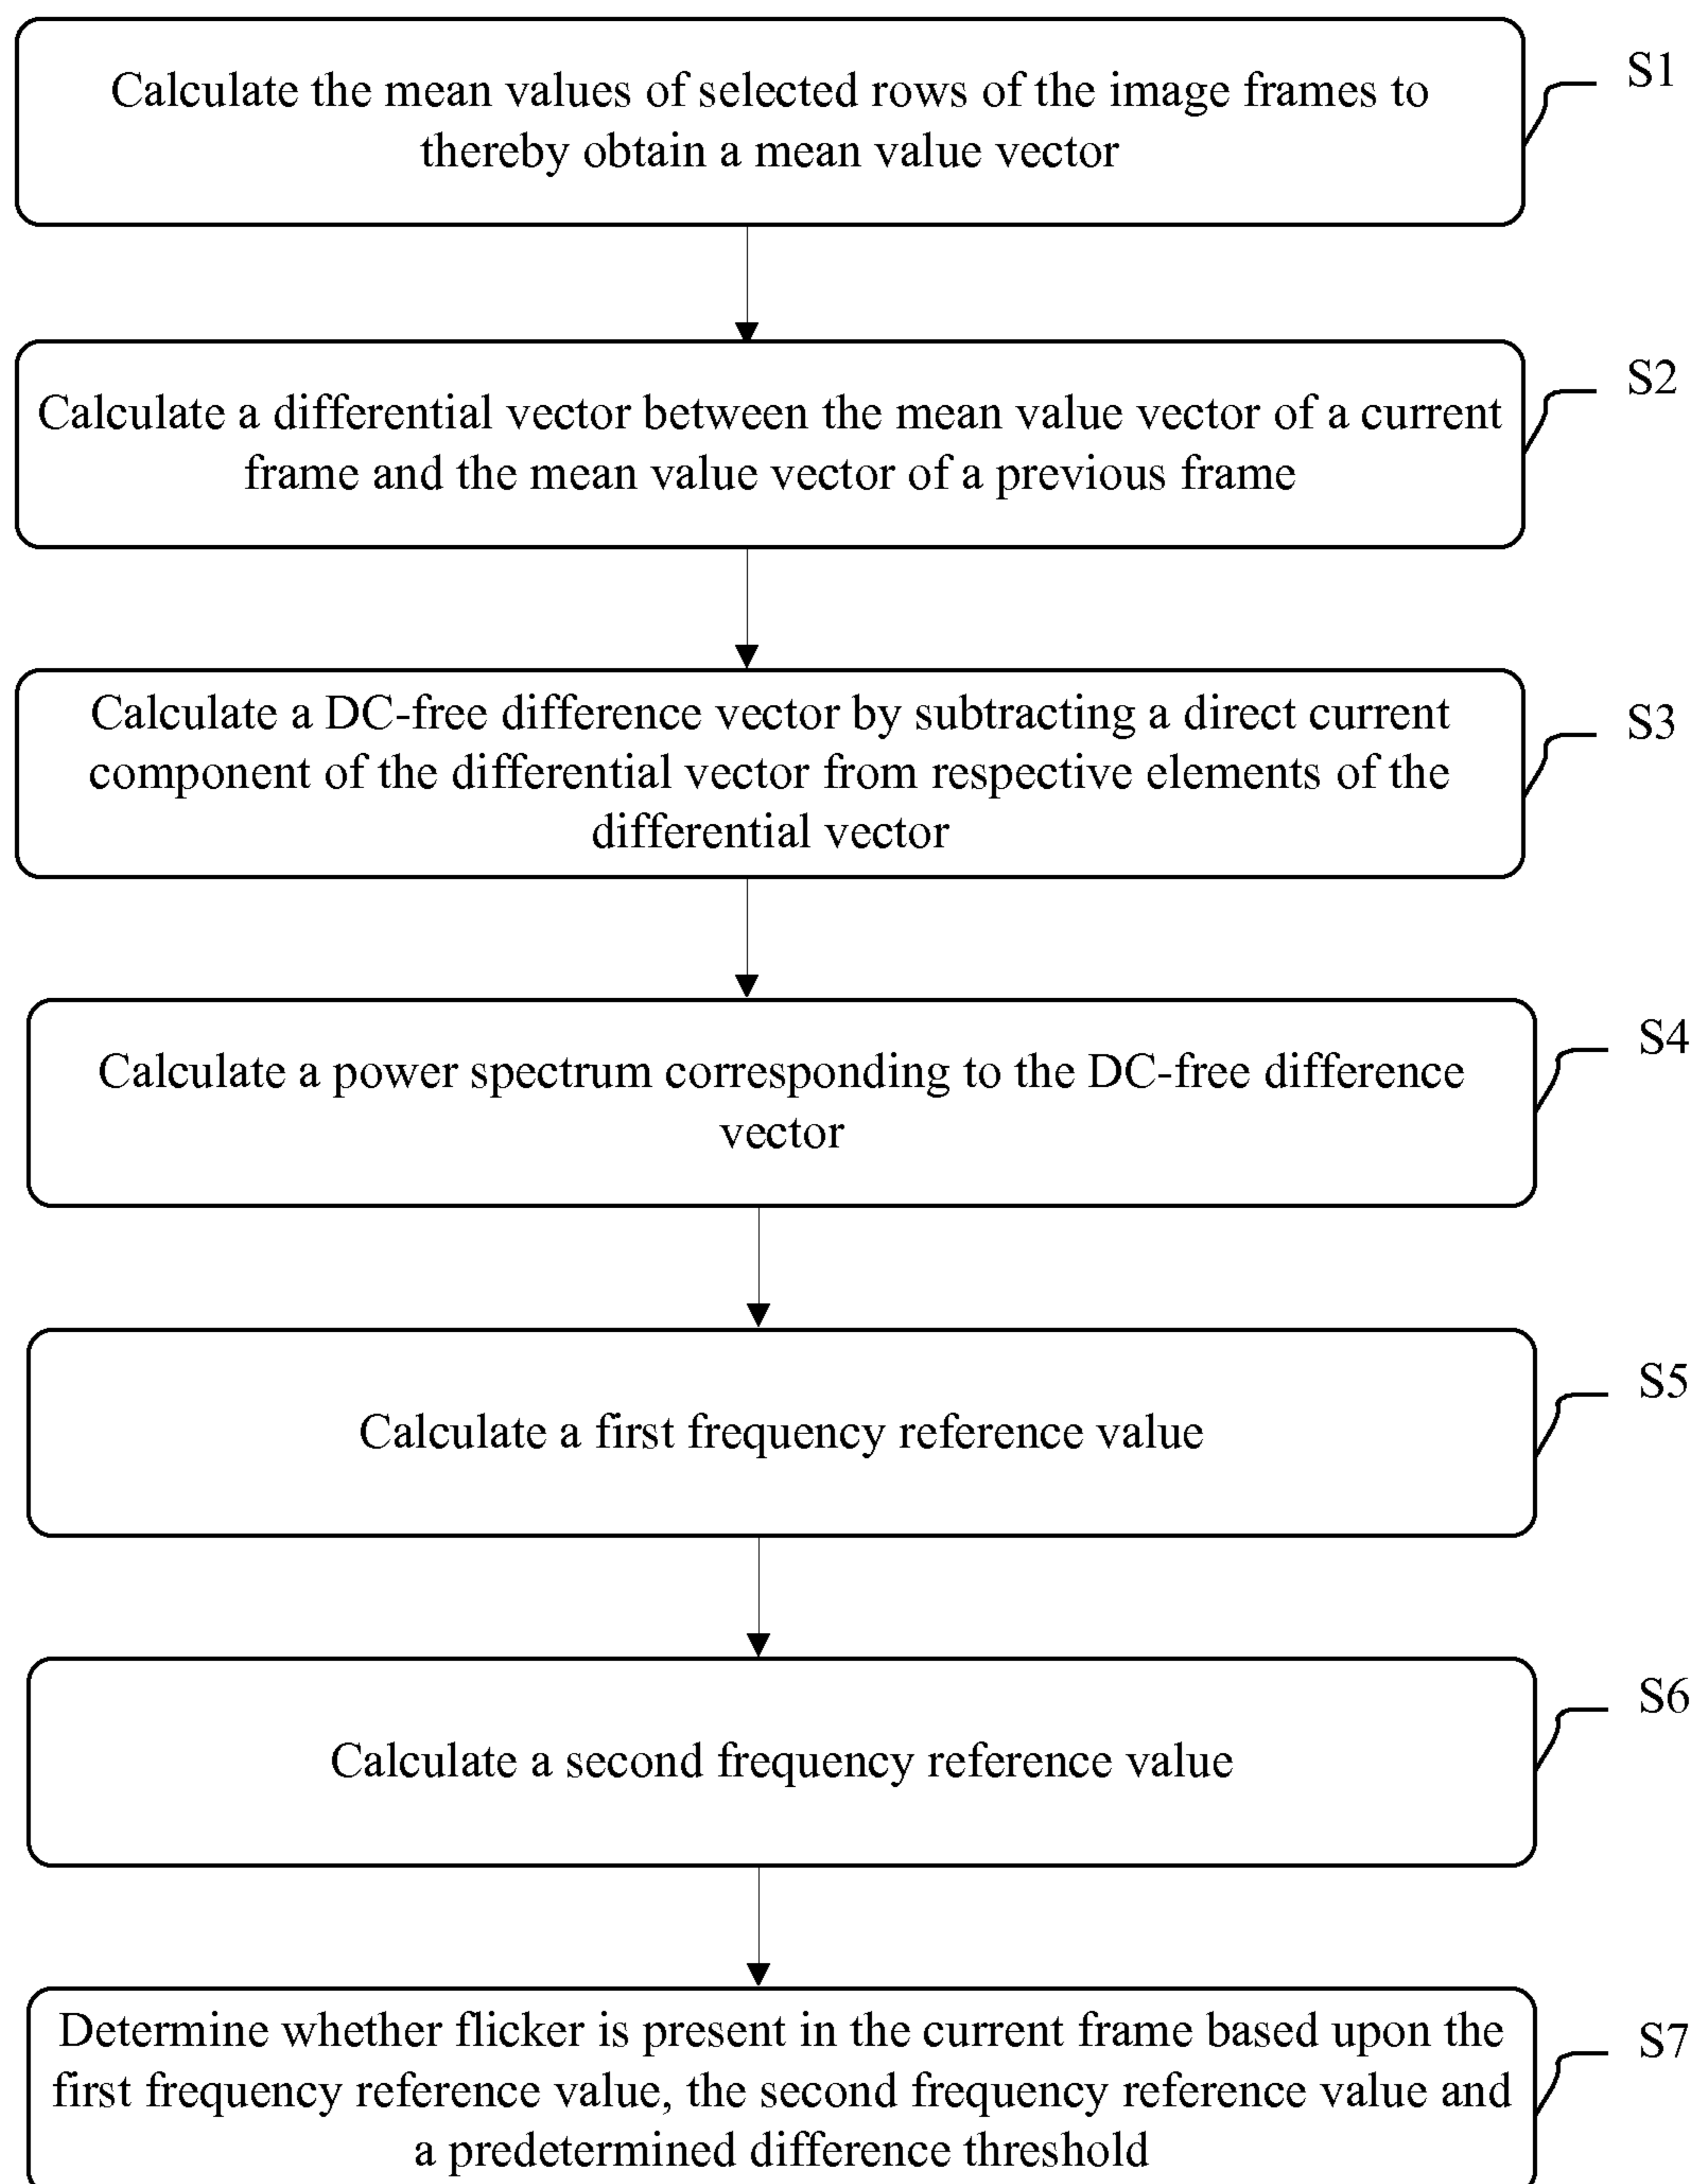 Calculate the mean values of selected rows of the image frames to
thereby obtain a mean value vector
S1
Calculate a differential vector between the mean value vector of a current
frame and the mean value vector of a previous frame
S2
Calculate a DC-free difference vector by subtracting a direct current
component of the differential vector from respective elements of the
differential vector
S3
Calculate a power spectrum corresponding to the DC-free difference
vector
S4
Calculate a first frequency reference value
S5
Calculate a second frequency reference value
S6
Determine whether flicker is present in the current frame based upon the
first frequency reference value, the second frequency reference value and
a predetermined difference threshold
S7